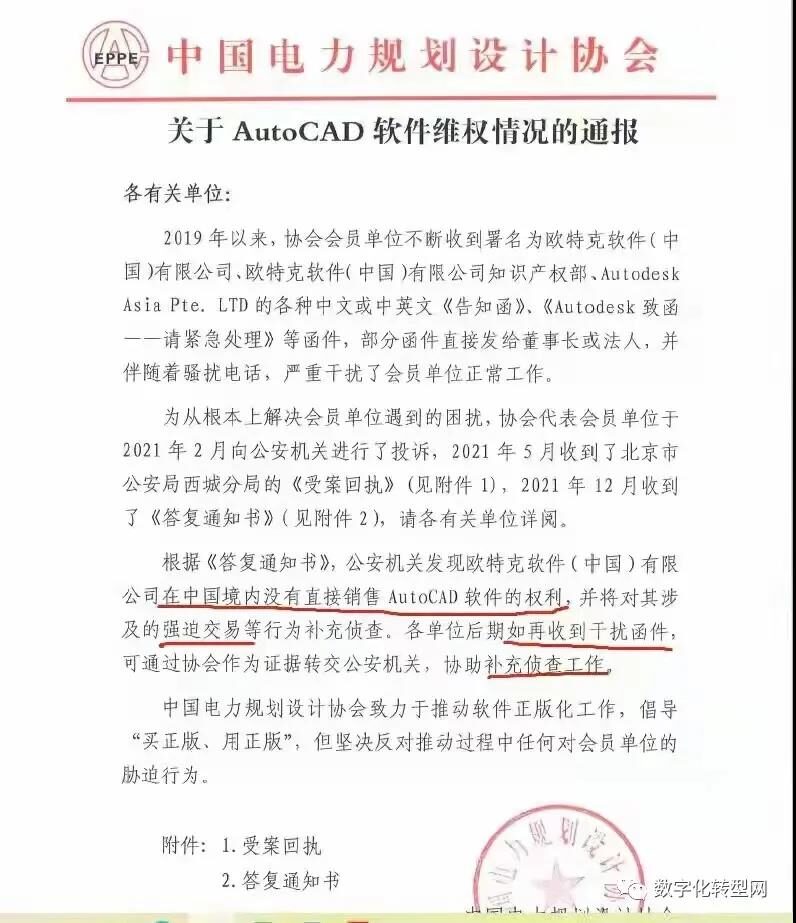 EPPE
中国电力规划设计协会
关于 AutoCAD 软件维权情况的通报
各有关单位：
2019 年以来，协会会员单位不断收到署名为欧特克软件（中
国）有限公司、欧特克软件（中国）有限公司知识产权部、Autodesk
Asia Pte. LTD 的各种中文或中英文《告知函》、《Autodesk 致函
——请紧急处理》等函件，部分函件直接发给董事长或法人，并
伴随着骚扰电话，严重干扰了会员单位正常工作。
为从根本上解决会员单位遇到的困扰，协会代表会员单位于
2021 年 2 月向公安机关进行了投诉，2021 年 5 月收到了北京市
公安局西城分局的《受案回执》（见附件 1），2021 年 12 月收到
了《答复通知书》（见附件 2），请各有关单位详阅。
根据《答复通知书》，公安机关发现欧特克软件（中国）有限
公司在中国境内没有直接销售 AutoCAD 软件的权利，并将对其涉
及的强迫交易等行为补充侦查。各单位后期如再收到干扰函件，
可通过协会作为证据转交公安机关，协助补充侦查工作。
中国电力规划设计协会致力于推动软件正版化工作，倡导
“买正版、用正版”，但坚决反对推动过程中任何对会员单位的
胁迫行为。
附件：1. 受案回执
2. 答复通知书
中国电力规划设计协会
数字化转型网